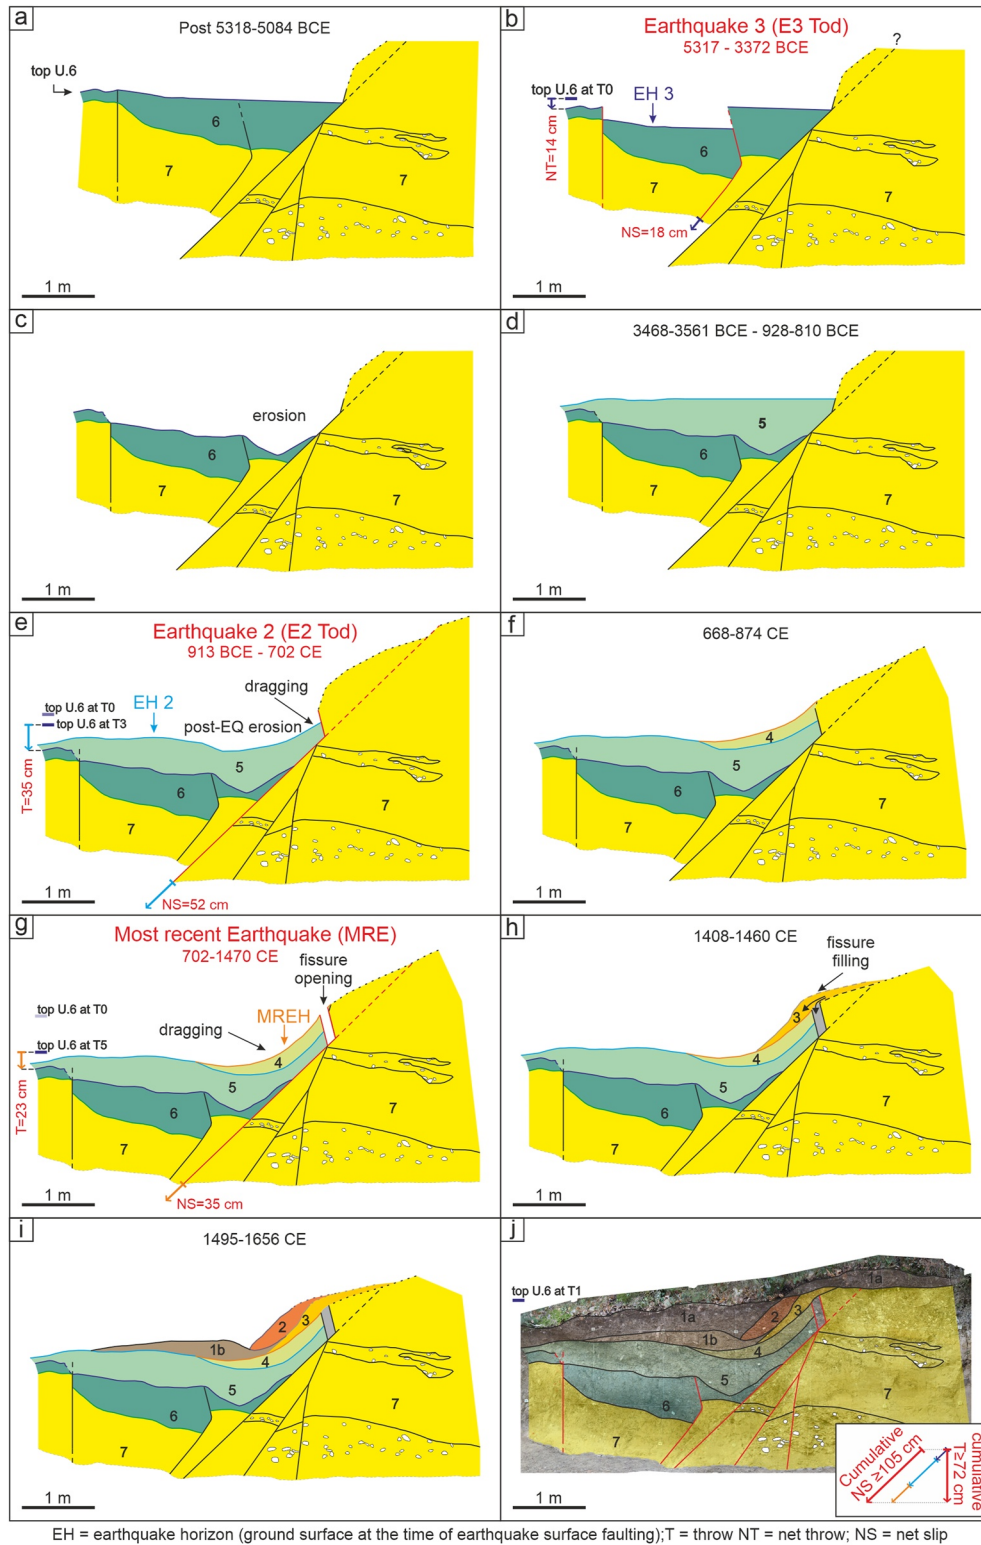 a
Post 5318-5084 BCE
top U.6
6
7
7
1 m
b
Earthquake 3 (E3 Tod)
5317 - 3372 BCE
?
top U.6 at T0
EH 3
NT=14 cm
6
7
7
NS=18 cm
1 m
c
erosion
6
7
7
1 m
d
3468-3561 BCE - 928-810 BCE
5
6
7
7
1 m
e
Earthquake 2 (E2 Tod)
913 BCE - 702 CE
dragging
top U.6 at T0
EH 2
top U.6 at T3
post-EQ erosion
T=35 cm
5
6
7
7
NS=52 cm
1 m
f
668-874 CE
4
5
6
7
7
1 m
g
Most recent Earthquake (MRE)
702-1470 CE
fissure
opening
top U.6 at T0
MREH
dragging
top U.6 at T5
T=23 cm
4
5
6
7
7
NS=35 cm
1 m
h
1408-1460 CE
fissure
filling
3
4
5
6
7
7
1 m
i
1495-1656 CE
2
3
1b
4
5
6
7
7
1 m
j
top U.6 at T1
1a
1a
2
3
1b
4
5
6
7
7
Cumulative
NS ≥105 cm
cumulative
T≥72 cm
1 m
EH = earthquake horizon (ground surface at the time of earthquake surface faulting);T = throw NT = net throw; NS = net slip